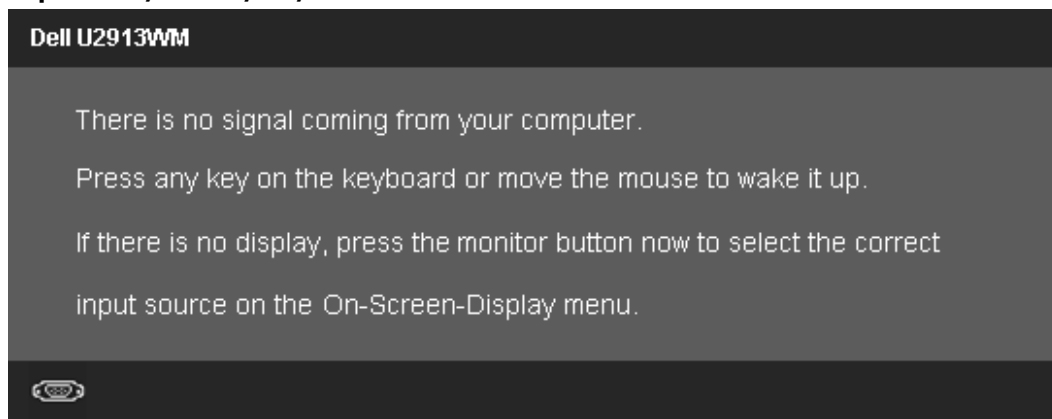 Dell U2913WM
There is no signal coming from your computer.
Press any key on the keyboard or move the mouse to wake it up.
If there is no display, press the monitor button now to select the correct
input source on the On-Screen-Display menu.